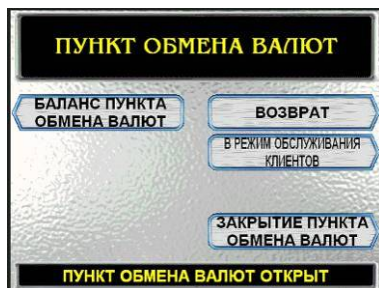 ПУНКТ ОБМЕНА ВАЛЮТ
БАЛАНС ПУНКТА
ОБМЕНА ВАЛЮТ
ВОЗВРАТ
В РЕЖИМ ОБСЛУЖИВАНИЯ
КЛИЕНТОВ
ЗАКРЫТИЕ ПУНКТА
ОБМЕНА ВАЛЮТ
ПУНКТ ОБМЕНА ВАЛЮТ ОТКРЫТ